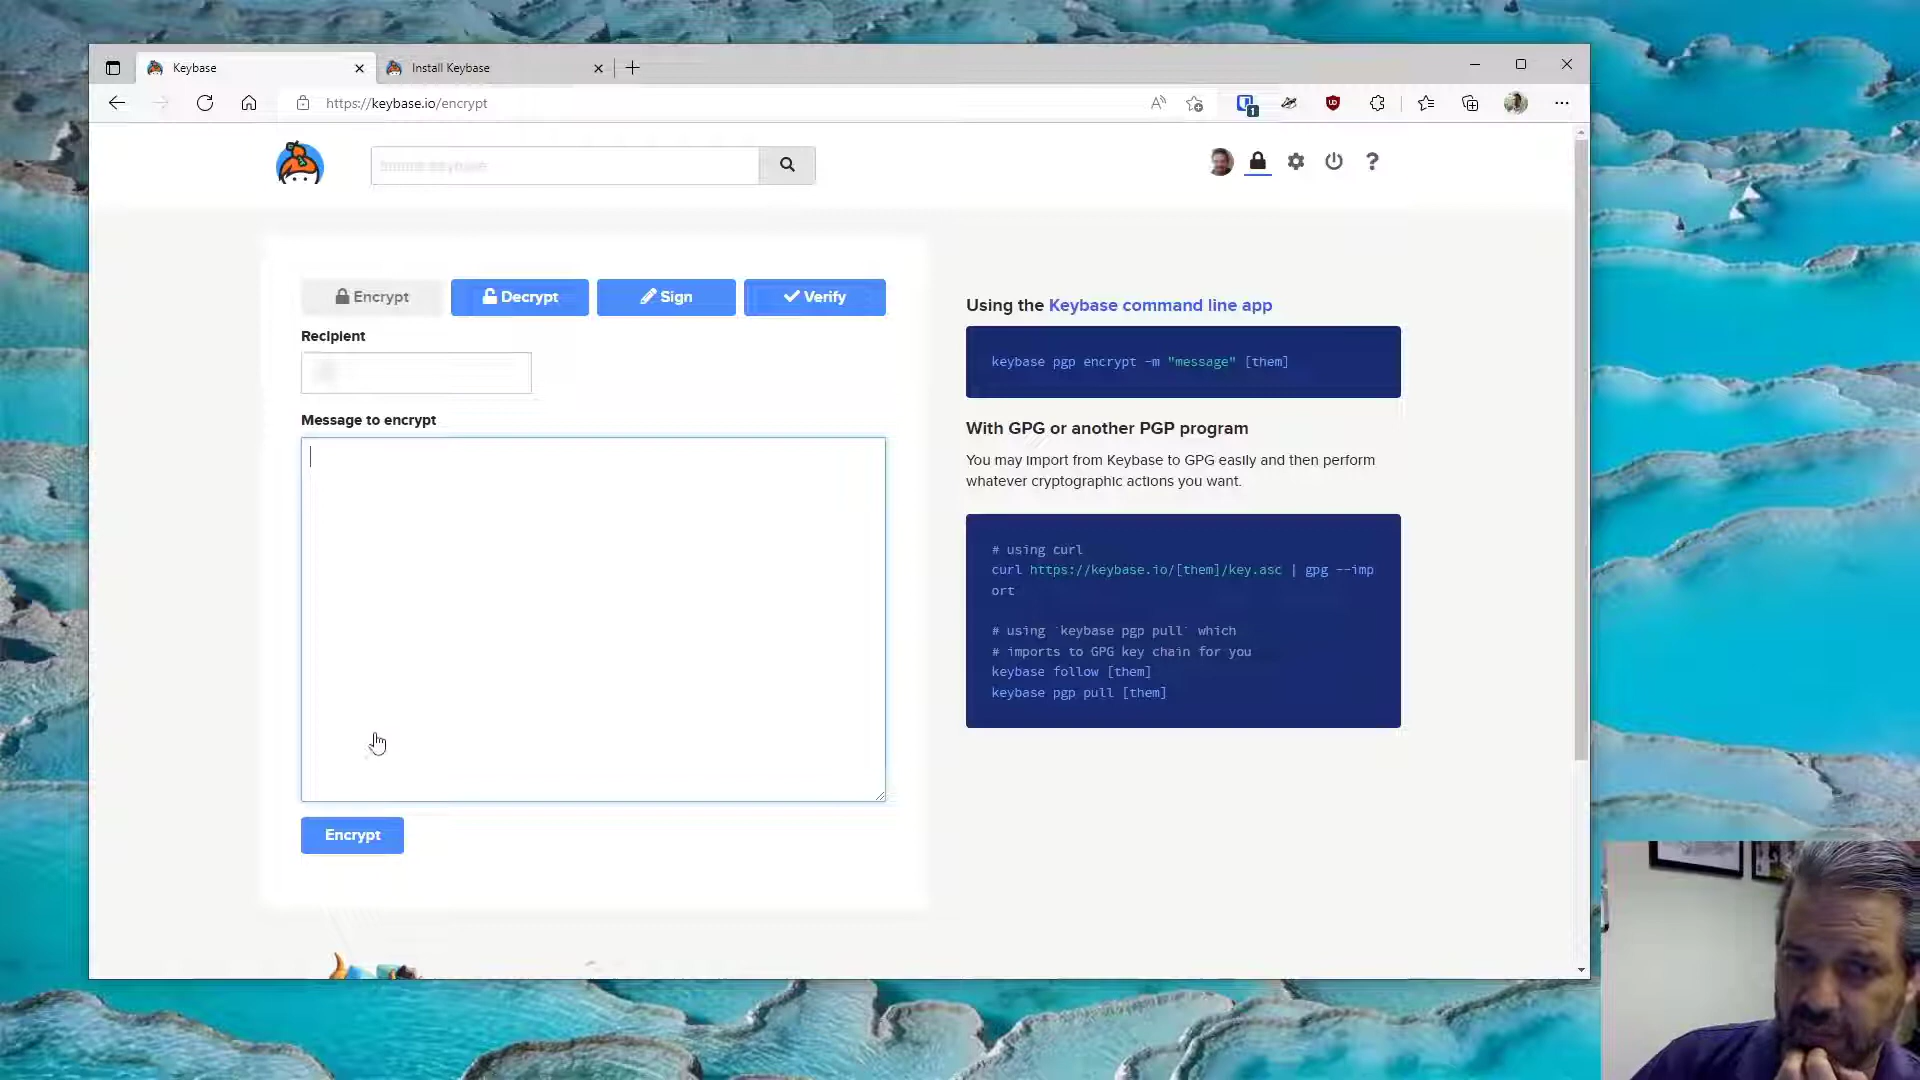 Keybase
Install Keybase
https://keybase.io/encrypt
1
Encrypt
Decrypt
Sign
Verify
Recipient
Message to encrypt
Encrypt
Using the Keybase command line app
keybase pgp encrypt -m "message" [them]
With GPG or another PGP program
You may import from Keybase to GPG easily and then perform
whatever cryptographic actions you want.
# using curl
curl https://keybase.io/[them]/key.asc | gpg --imp
ort
# using `keybase pgp pull` which
# imports to GPG key chain for you
keybase follow [them]
keybase pgp pull [them]